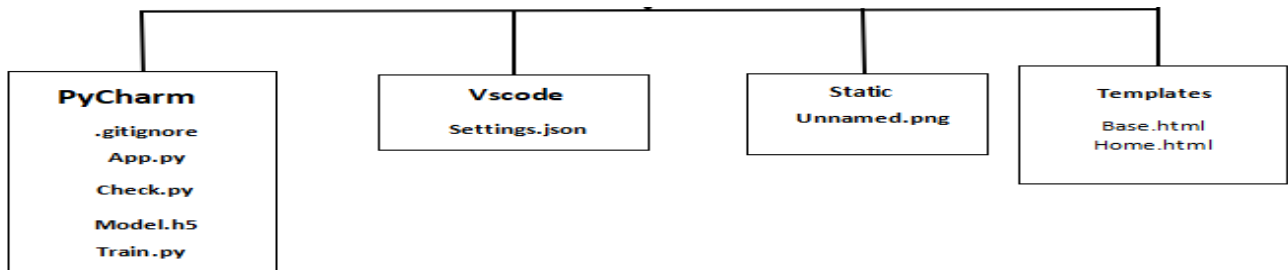 PyCharm
.gitignore
App.py
Check.py
Model.h5
Train.py
Vscode
Settings.json
Static
Unnamed.png
Templates
Base.html
Home.html